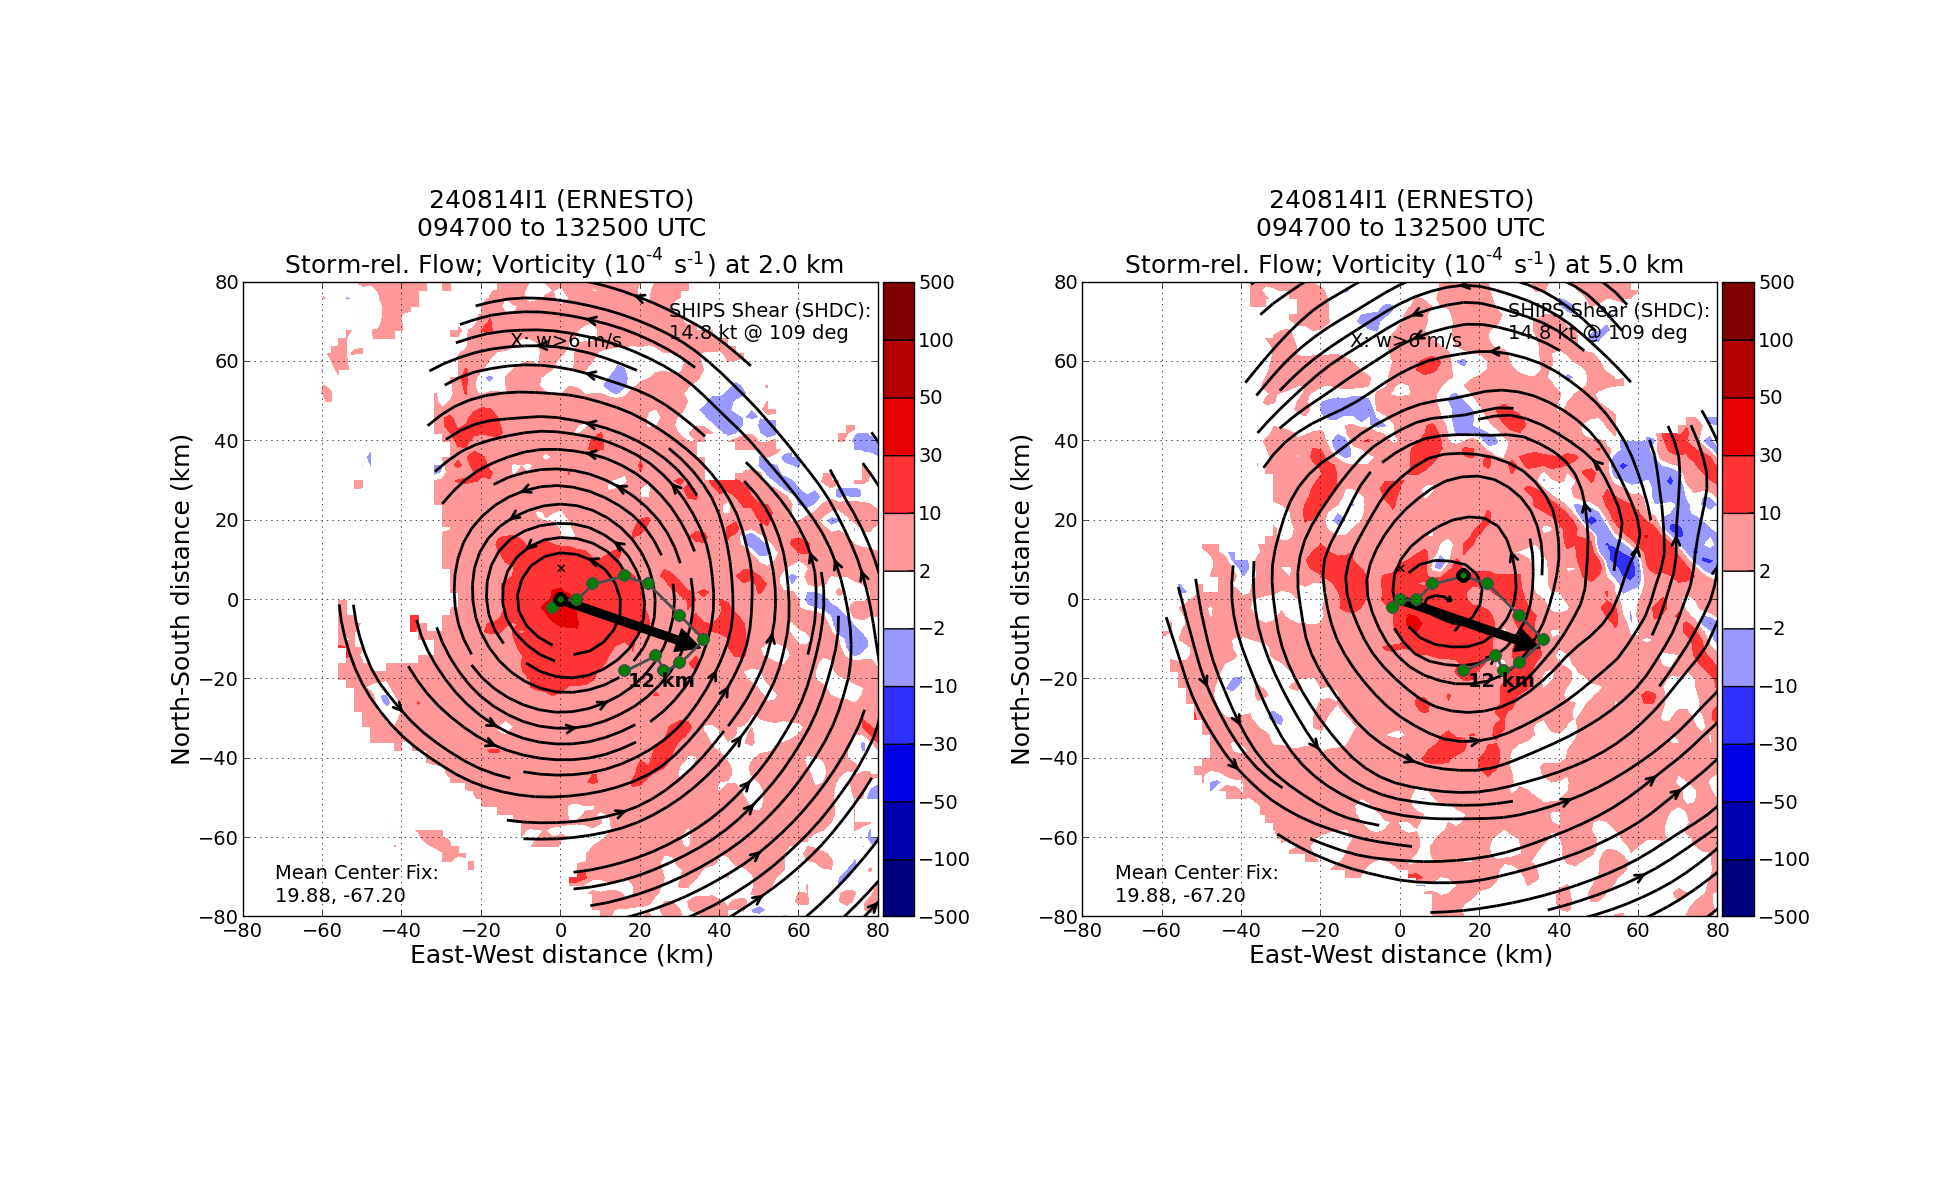 240814I1 (ERNESTO)
094700 to 132500 UTC
Storm-rel. Flow; Vorticity (10-4 s-1) at 2.0 km
SHIPS Shear (SHDC):
14.8 kt @ 109 deg
X: w>6 m/s
12 km
Mean Center Fix:
19.88, -67.20
North-South distance (km)
80
60
40
20
0
−20
−40
−60
−80
−80 −60 −40 −20 0 20 40 60 80
East-West distance (km)
500
100
50
30
10
2
−2
−10
−30
−50
−100
−500
240814I1 (ERNESTO)
094700 to 132500 UTC
Storm-rel. Flow; Vorticity (10-4 s-1) at 5.0 km
SHIPS Shear (SHDC):
14.8 kt @ 109 deg
X: w>6 m/s
12 km
Mean Center Fix:
19.88, -67.20
North-South distance (km)
80
60
40
20
0
−20
−40
−60
−80
−80 −60 −40 −20 0 20 40 60 80
East-West distance (km)
500
100
50
30
10
2
−2
−10
−30
−50
−100
−500